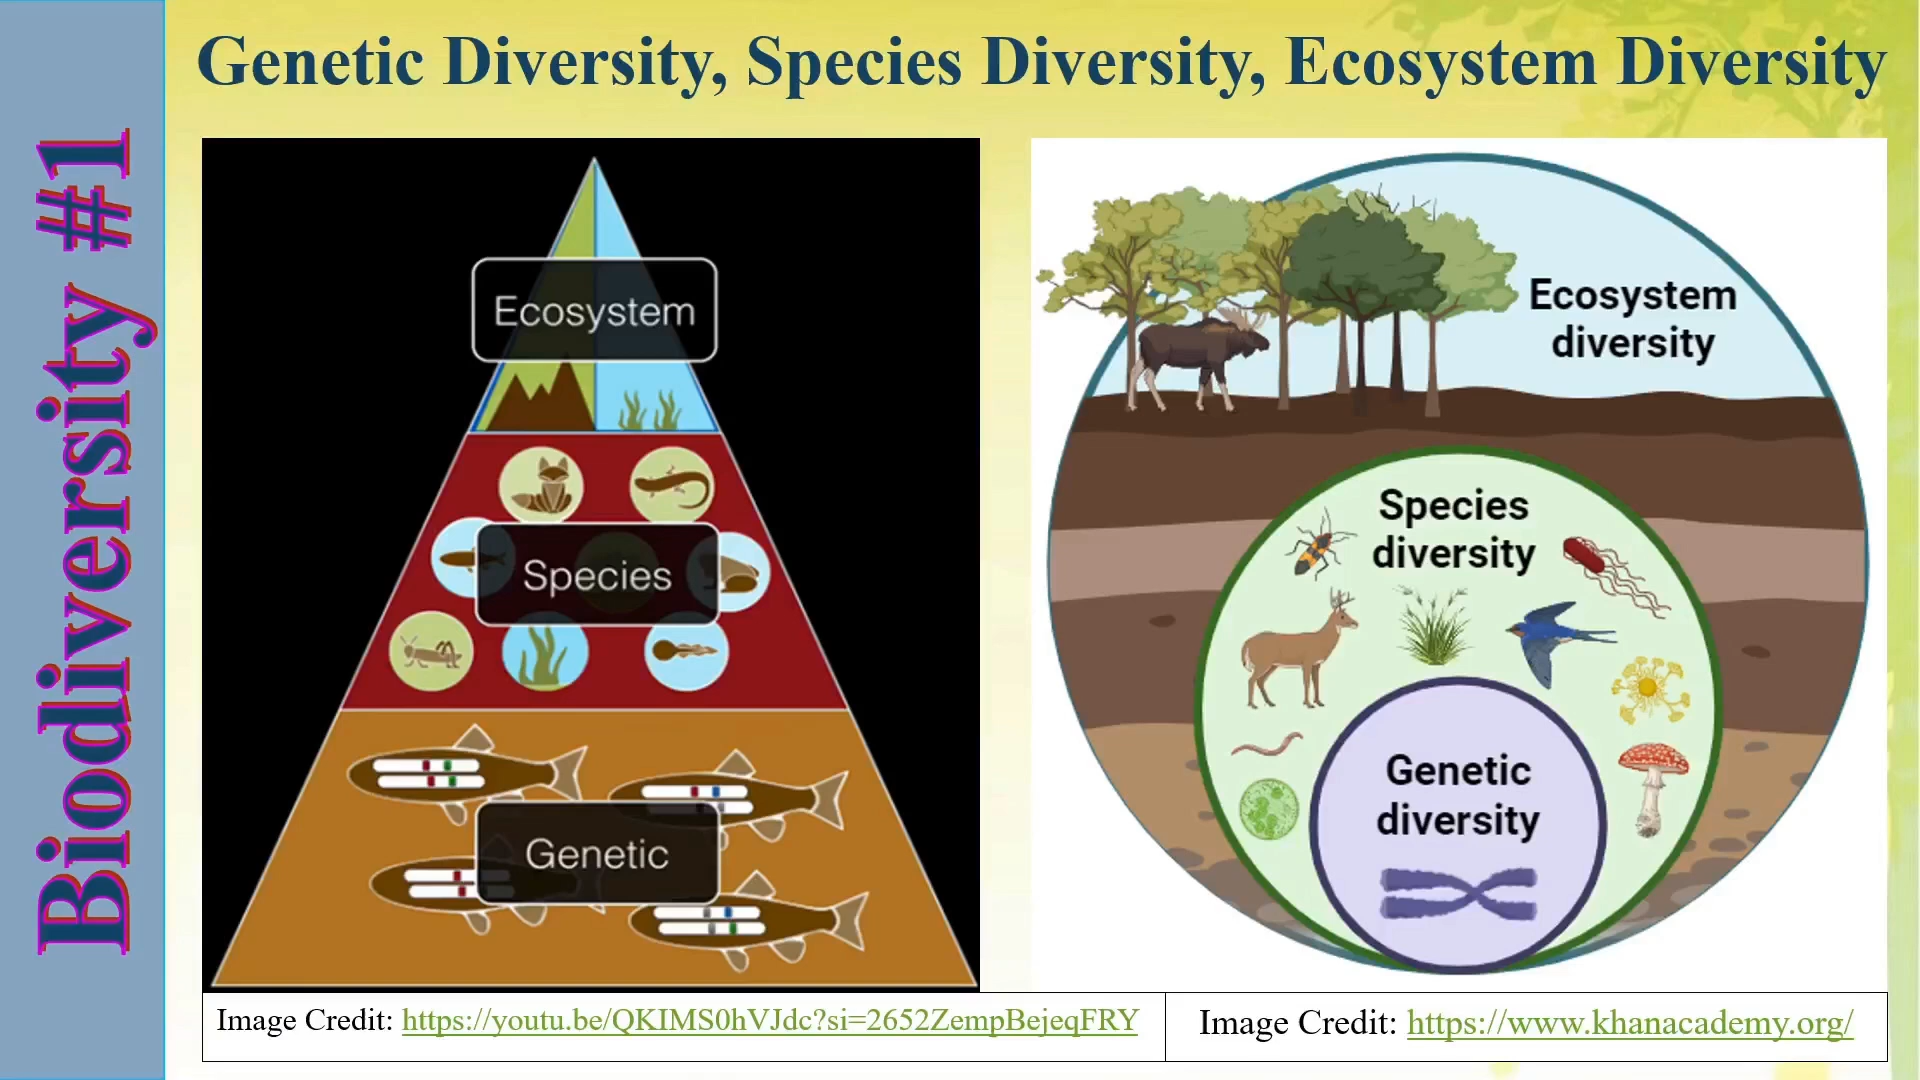 Genetic Diversity, Species Diversity, Ecosystem Diversity
Biodiversity #1
Ecosystem
Species
Genetic
Ecosystem
diversity
Species
diversity
Genetic
diversity
Image Credit: https://youtu.be/QKIMS0hVJdc?si=2652ZempBejeqFRY
Image Credit: https://www.khanacademy.org/